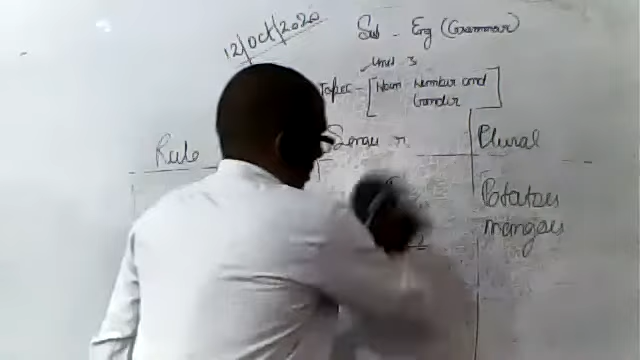 12/Oct/2020
Sub - Eng (Grammar)
Unit 3
Topic - [Noun Number and
Gender]
Rule
Plural
Potatoes
mangoes